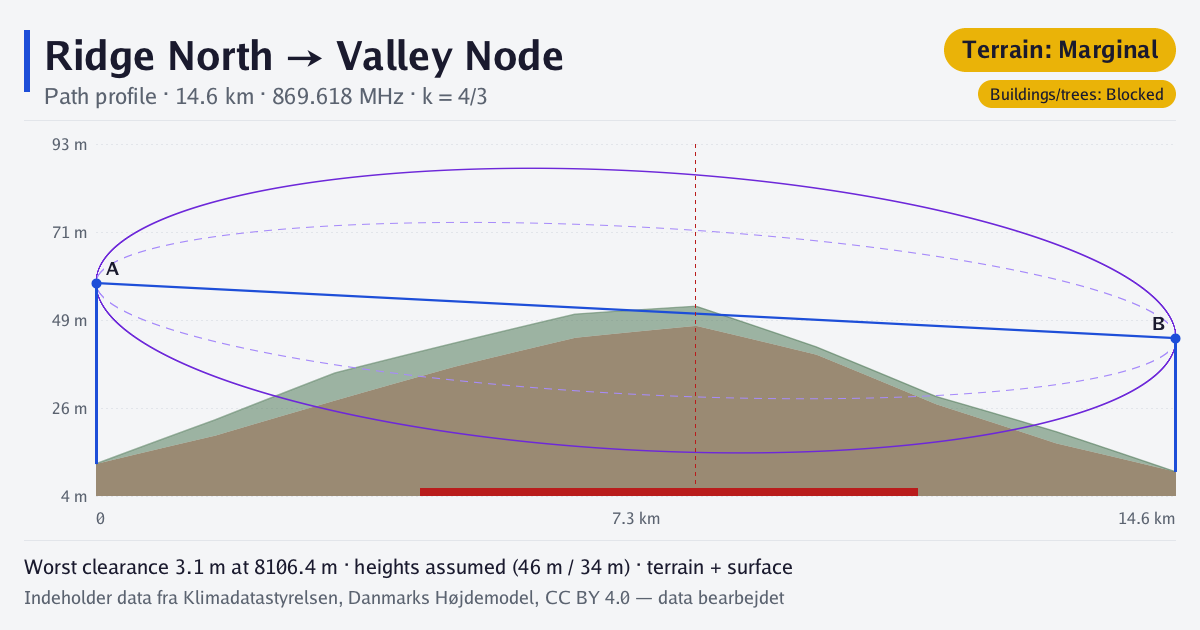 Ridge North → Valley Node
Terrain: Marginal
Path profile · 14.6 km · 869.618 MHz · k = 4/3
Buildings/trees: Blocked
93 m
71 m
49 m
26 m
4 m
A
B
0
7.3 km
14.6 km
Worst clearance 3.1 m at 8106.4 m · heights assumed (46 m / 34 m) · terrain + surface
Indeholder data fra Klimadatastyrelsen, Danmarks Højdemodel, CC BY 4.0 — data bearbejdet